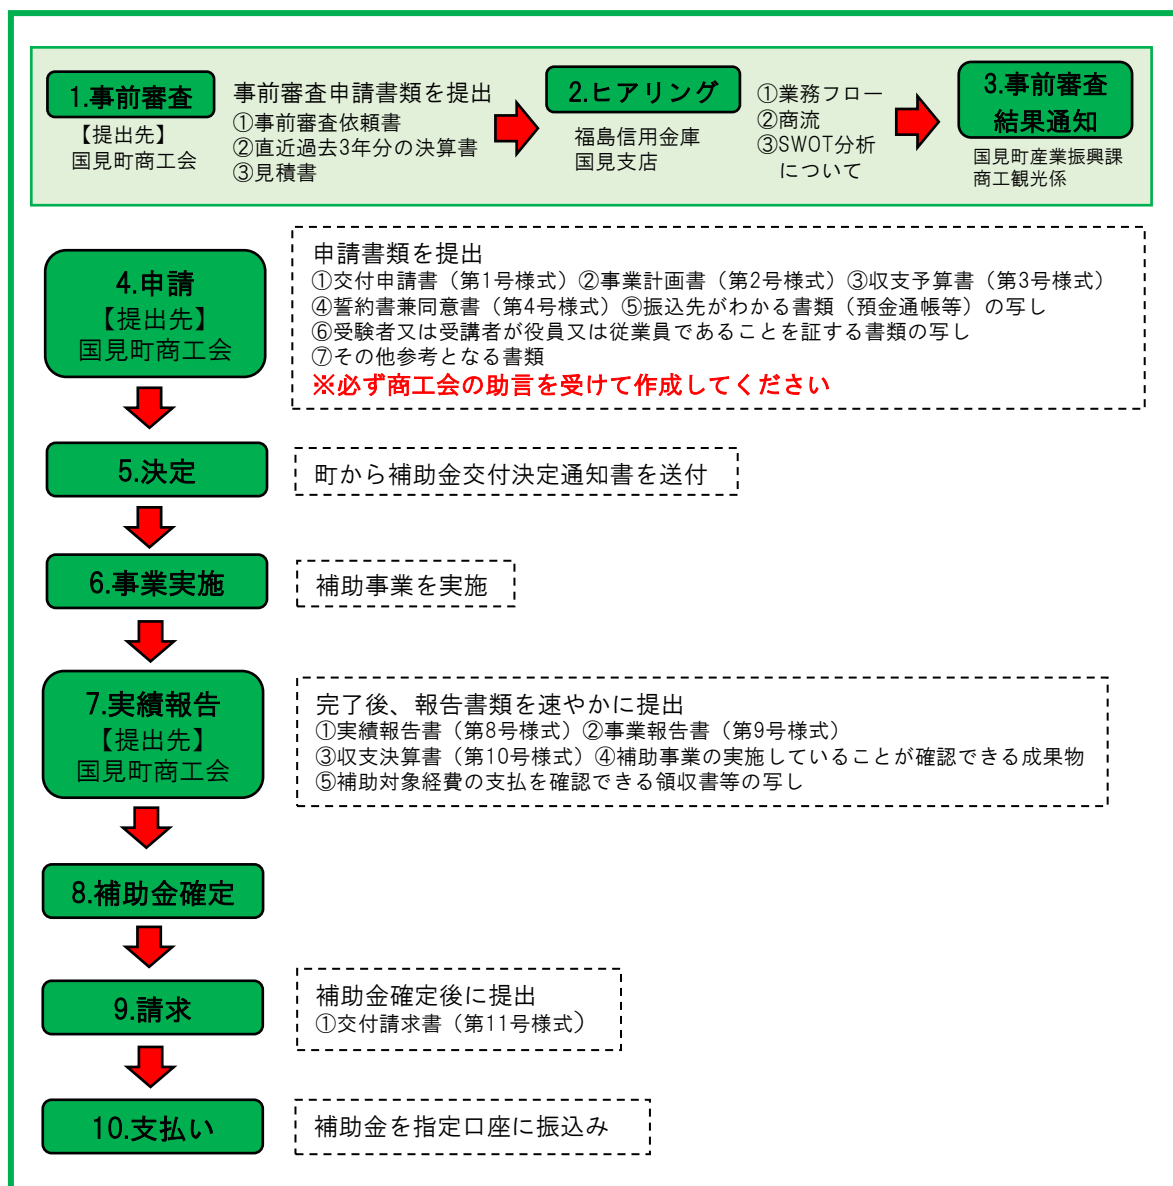 1.事前審査
【提出先】
国見町商工会
事前審査申請書類を提出
①事前審査依頼書
②直近過去3年分の決算書
③見積書
2.ヒアリング
福島信用金庫
国見支店
①業務フロー
②商流
③SWOT分析
について
3.事前審査
結果通知
国見町産業振興課
商工観光係
4.申請
【提出先】
国見町商工会
申請書類を提出
①交付申請書（第1号様式）②事業計画書（第2号様式）③収支予算書（第3号様式）
④誓約書兼同意書（第4号様式）⑤振込先がわかる書類（預金通帳等）の写し
⑥受験者又は受講者が役員又は従業員であることを証する書類の写し
⑦その他参考となる書類
※必ず商工会の助言を受けて作成してください
5.決定
町から補助金交付決定通知書を送付
6.事業実施
補助事業を実施
7.実績報告
【提出先】
国見町商工会
完了後、報告書類を速やかに提出
①実績報告書（第8号様式）②事業報告書（第9号様式）
③収支決算書（第10号様式）④補助事業の実施していることが確認できる成果物
⑤補助対象経費の支払を確認できる領収書等の写し
8.補助金確定
9.請求
補助金確定後に提出
①交付請求書（第11号様式）
10.支払い
補助金を指定口座に振込み